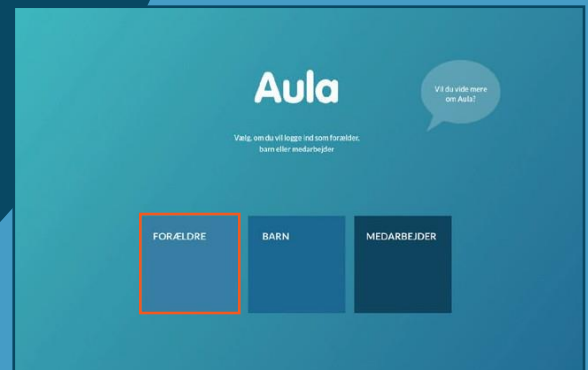 Aula
Vil du vide mere
om Aula?
Vælg, om du vil logge ind som forælder,
barn eller medarbejder
FORÆLDRE
BARN
MEDARBEJDER